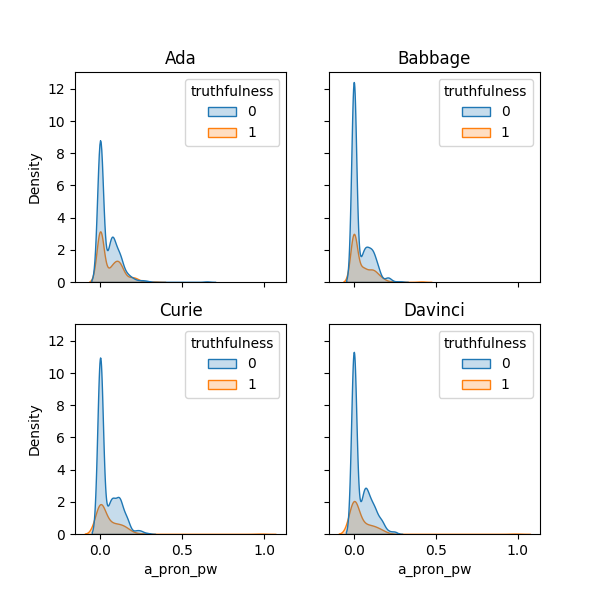 Ada
Babbage
truthfulness
0
1
truthfulness
0
1
Density
12
10
8
6
4
2
0
Curie
Davinci
truthfulness
0
1
truthfulness
0
1
Density
12
10
8
6
4
2
0
0.0 0.5 1.0
0.0 0.5 1.0
a_pron_pw
a_pron_pw